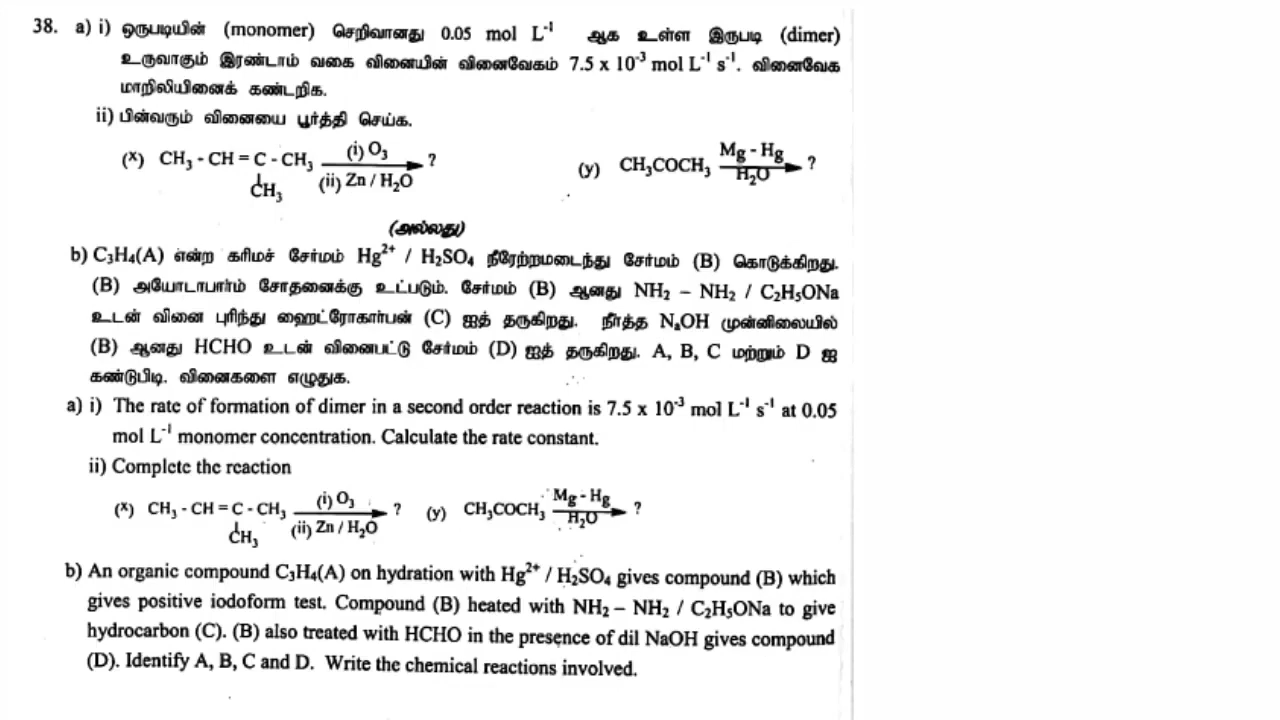 38. a) i) ஒருபடியின் (monomer) செறிவானது 0.05 mol L⁻¹ ஆக உள்ள இருபடி (dimer)
உருவாகும் இரண்டாம் வகை வினையின் வினைவேகம் 7.5 x 10⁻³ mol L⁻¹ s⁻¹. வினைவேக
மாறிலியினைக் கண்டறிக.
ii) பின்வரும் வினையை பூர்த்தி செய்க.
(x) CH₃ - CH = C - CH₃ (i) O₃ ? (y) CH₃COCH₃ Mg - Hg ?
CH₃ (ii) Zn / H₂O H₂O
(அல்லது)
b) C₃H₄(A) என்ற கரிமச் சேர்மம் Hg²⁺ / H₂SO₄ நீரேற்றமடைந்து சேர்மம் (B) கொடுக்கிறது.
(B) அயோடாபார்ம் சோதனைக்கு உட்படும். சேர்மம் (B) ஆனது NH₂ – NH₂ / C₂H₅ONa
உடன் வினை புரிந்து ஹைட்ரோகார்பன் (C) ஐத் தருகிறது. நீர்த்த NaOH முன்னிலையில்
(B) ஆனது HCHO உடன் வினைபட்டு சேர்மம் (D) ஐத் தருகிறது. A, B, C மற்றும் D ஐ
கண்டுபிடி. வினைகளை எழுதுக.
a) i) The rate of formation of dimer in a second order reaction is 7.5 x 10⁻³ mol L⁻¹ s⁻¹ at 0.05
mol L⁻¹ monomer concentration. Calculate the rate constant.
ii) Complete the reaction
(x) CH₃ - CH = C - CH₃ (i) O₃ ? (y) CH₃COCH₃ Mg - Hg ?
CH₃ (ii) Zn / H₂O H₂O
b) An organic compound C₃H₄(A) on hydration with Hg²⁺ / H₂SO₄ gives compound (B) which
gives positive iodoform test. Compound (B) heated with NH₂ – NH₂ / C₂H₅ONa to give
hydrocarbon (C). (B) also treated with HCHO in the presence of dil NaOH gives compound
(D). Identify A, B, C and D. Write the chemical reactions involved.